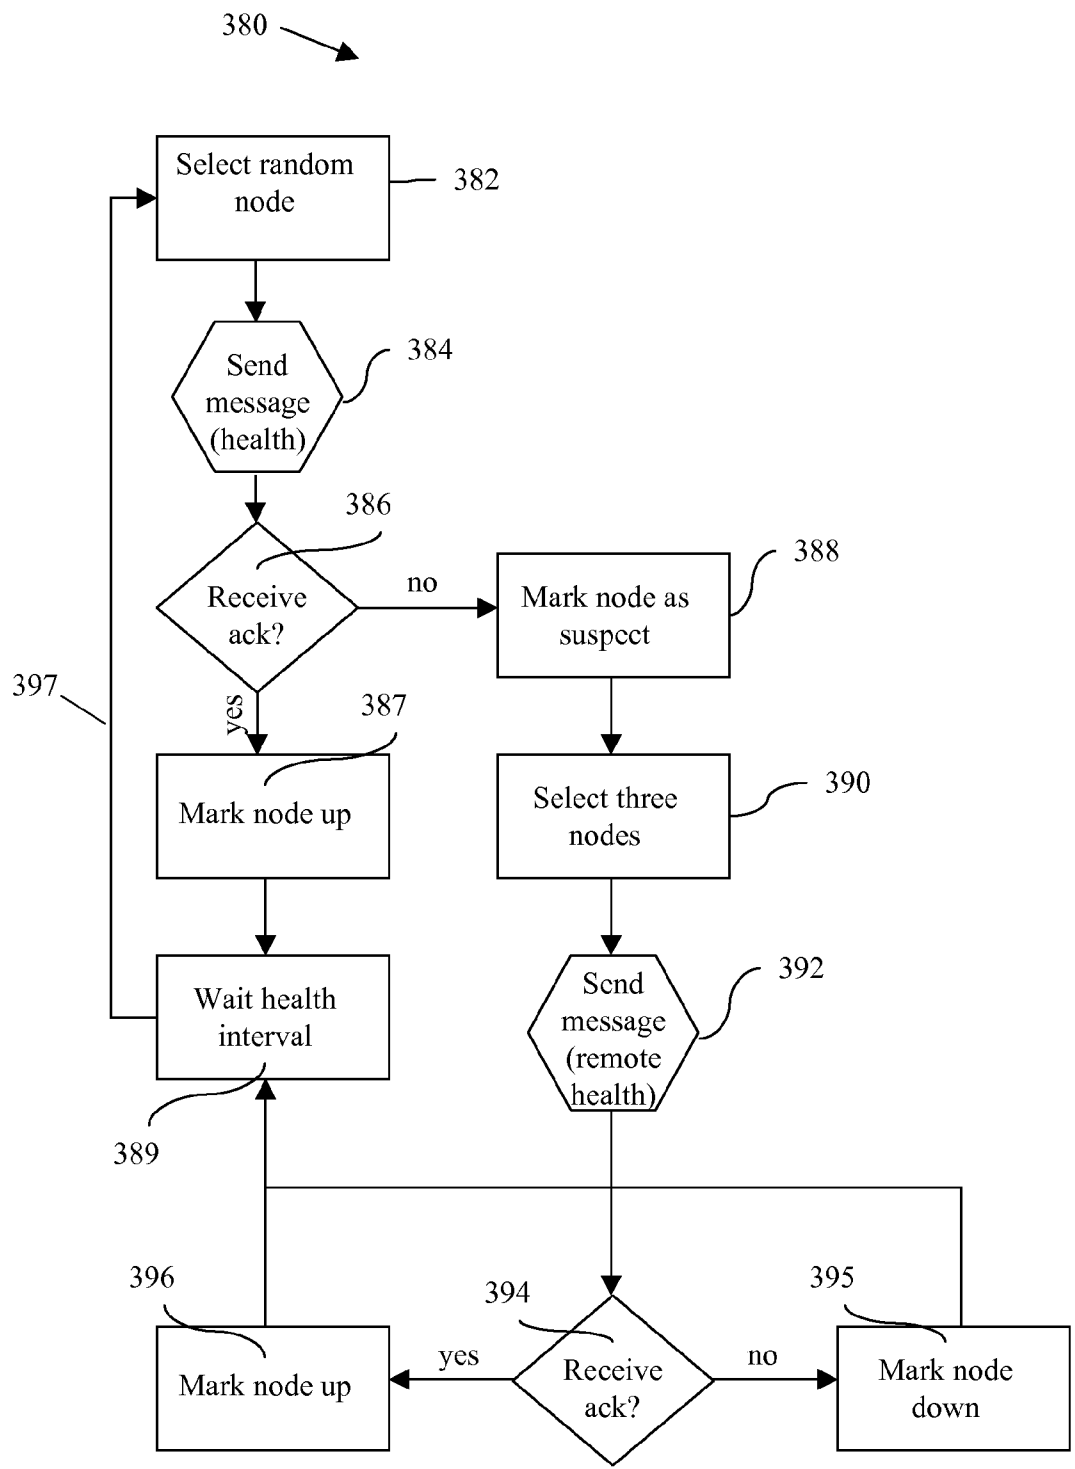 380
Select random
node
382
Send
message
(health)
384
386
Receive
ack?
no
yes
Mark node as
suspect
388
397
387
Mark node up
Select three
nodes
390
Wait health
interval
389
Send
message
(remote
health)
392
396
Mark node up
394
Receive
ack?
yes
no
395
Mark node
down